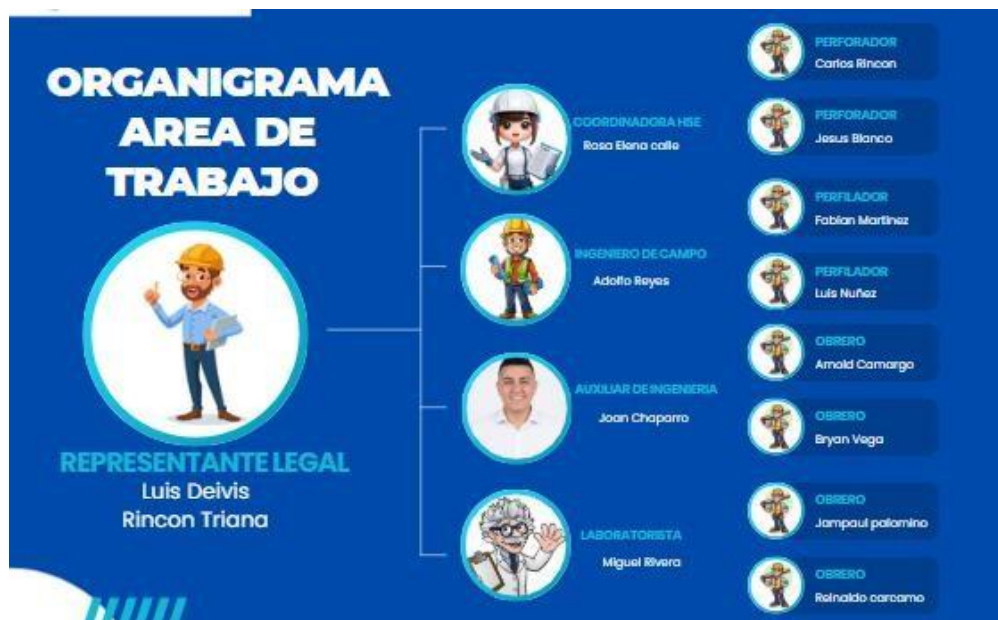 ORGANIGRAMA
AREA DE
TRABAJO
REPRESENTANTE LEGAL
Luis Deivis
Rincon Triana
COORDINADORA HSE
Rosa Elena calle
INGENIERO DE CAMPO
Adolfo Reyes
AUXILIAR DE INGENIERIA
Joan Chaparro
LABORATORISTA
Miguel Rivera
PERFORADOR
Carlos Rincon
PERFORADOR
Jesus Blanco
PERFILADOR
Fabian Martinez
PERFILADOR
Luis Nuñez
OBRERO
Arnold Camargo
OBRERO
Bryan Vega
OBRERO
Jampaul palomino
OBRERO
Reinaldo carcamo